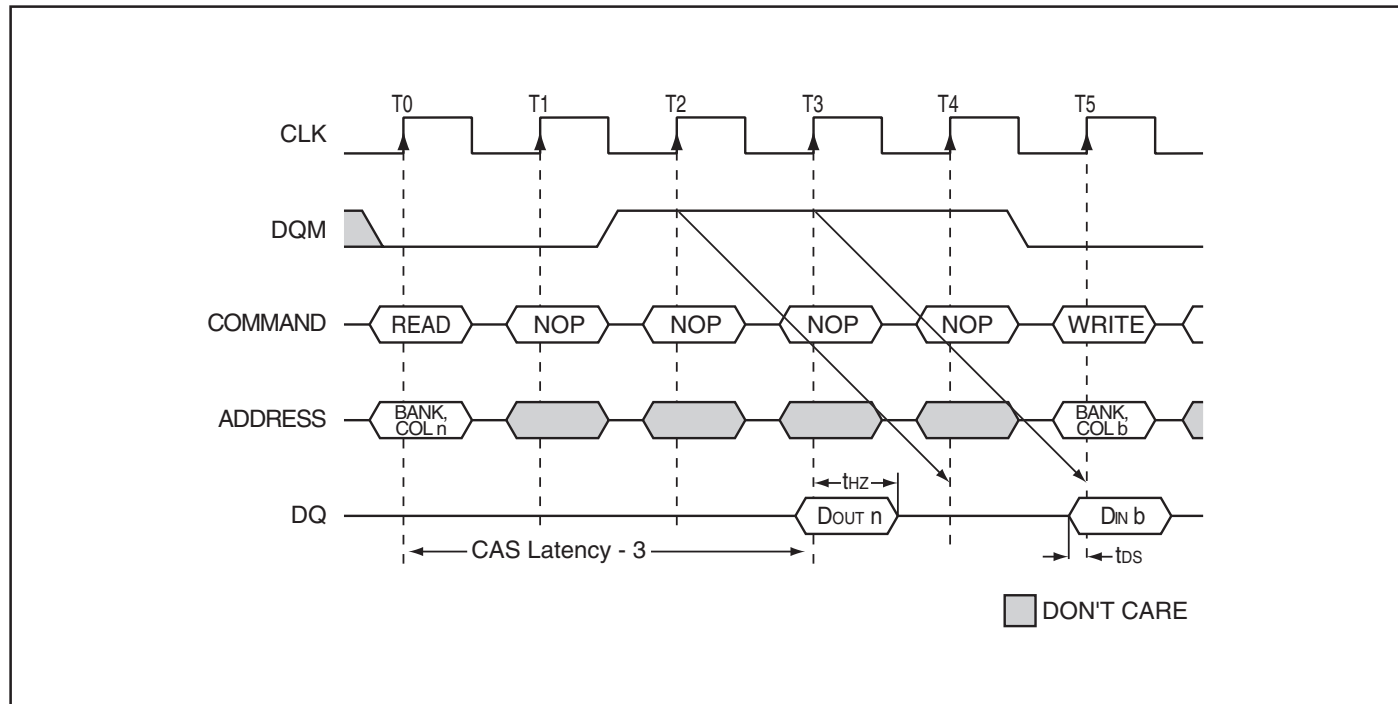 T0 T1 T2 T3 T4 T5
CLK
DQM
COMMAND READ NOP NOP NOP NOP WRITE
ADDRESS BANK, COL n BANK, COL b
tHZ
DQ DOUT n DIN b
CAS Latency - 3 tDS
DON'T CARE